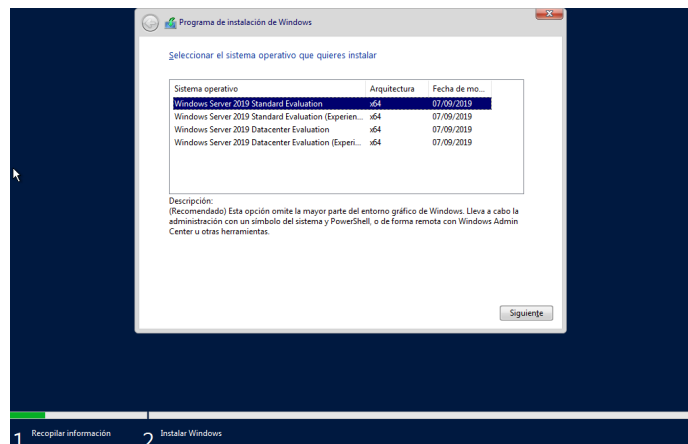 Programa de instalación de Windows
Seleccionar el sistema operativo que quieres instalar
Sistema operativo Arquitectura Fecha de mo...
Windows Server 2019 Standard Evaluation x64 07/09/2019
Windows Server 2019 Standard Evaluation (Experien... x64 07/09/2019
Windows Server 2019 Datacenter Evaluation x64 07/09/2019
Windows Server 2019 Datacenter Evaluation (Experi... x64 07/09/2019
Descripción:
(Recomendado) Esta opción omite la mayor parte del entorno gráfico de Windows. Lleva a cabo la
administración con un símbolo del sistema y PowerShell, o de forma remota con Windows Admin
Center u otras herramientas.
Siguiente
1 Recopilar información 2 Instalar Windows